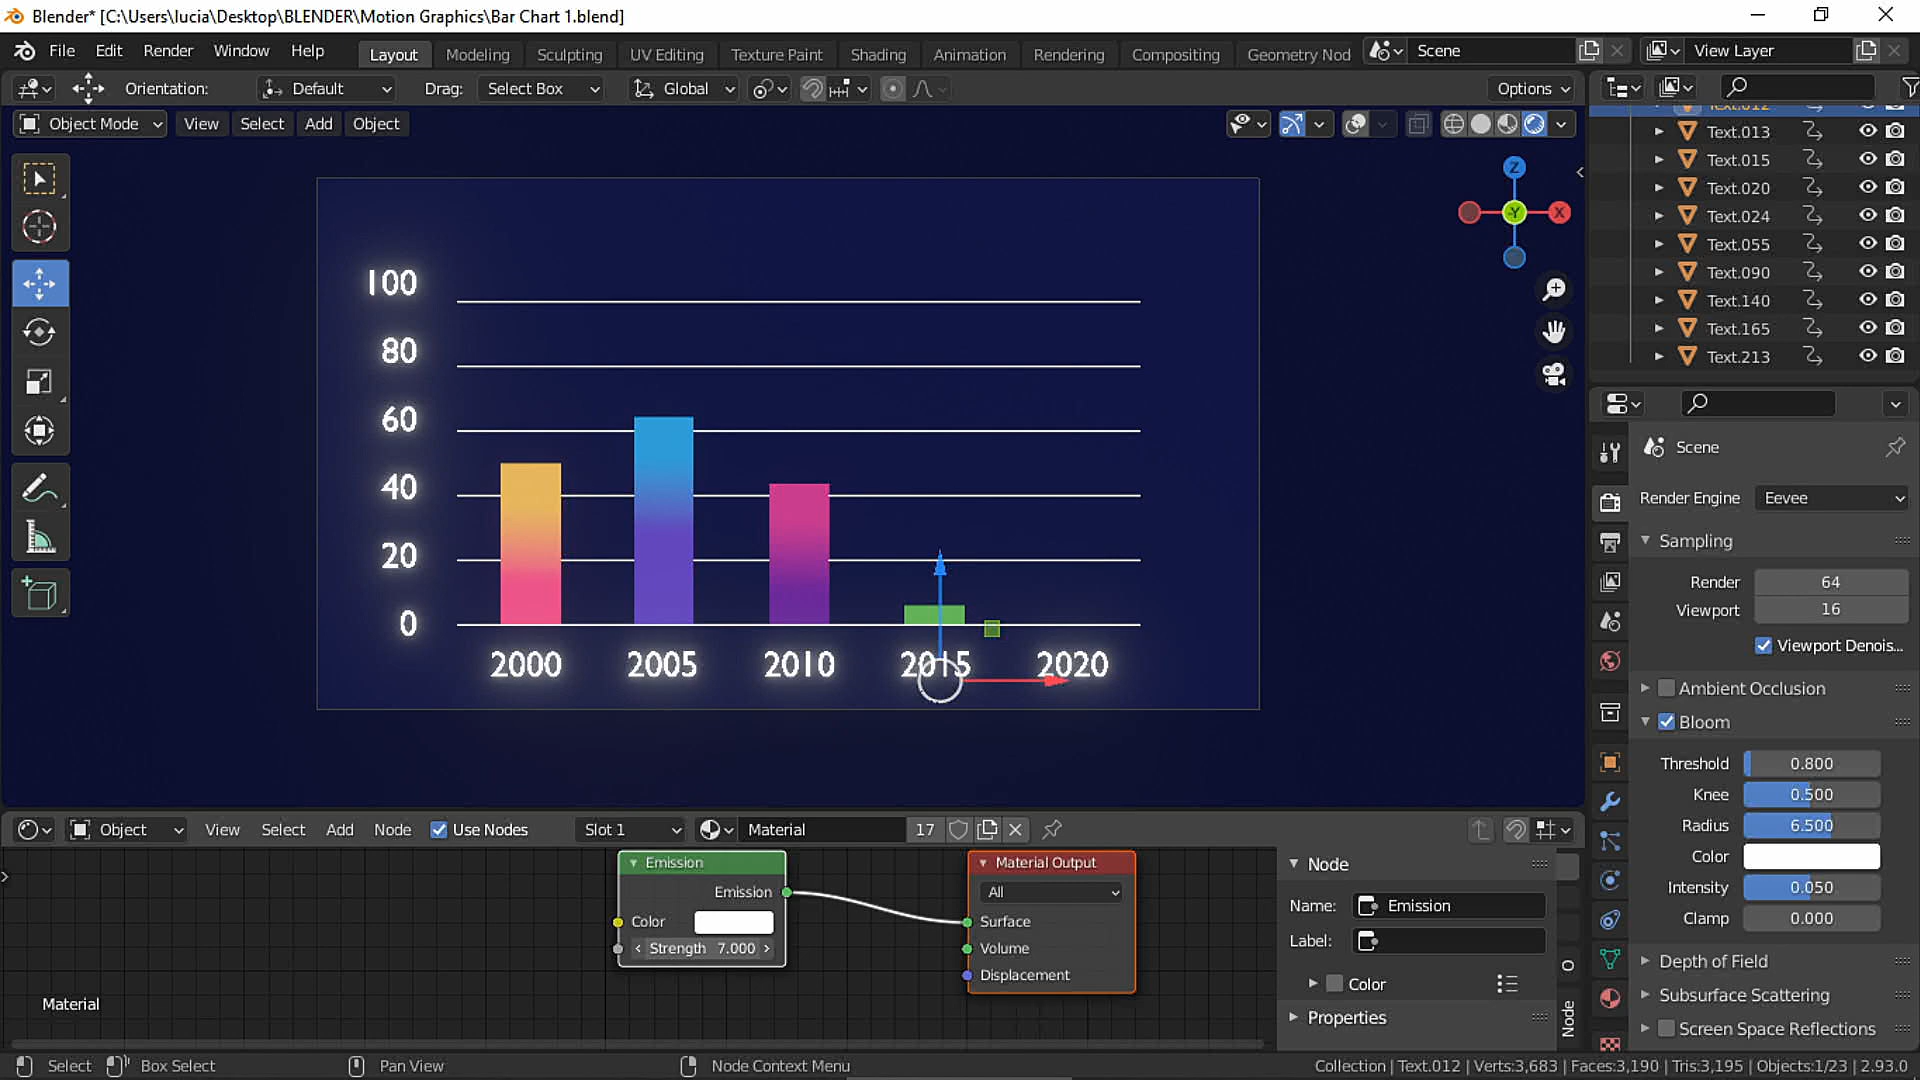 Blender* [C:\Users\lucia\Desktop\BLENDER\Motion Graphics\Bar Chart 1.blend]
File Edit Render Window Help Layout Modeling Sculpting UV Editing Texture Paint Shading Animation Rendering Compositing Geometry Nod Scene View Layer
Orientation: Default Drag: Select Box Global Options
Object Mode View Select Add Object
Text.012
Text.013
Text.015
Text.020
Text.024
Text.055
Text.090
Text.140
Text.165
Text.213
Z
Y
X
100
80
60
40
20
0
2000 2005 2010 2015 2020
Scene
Render Engine Eevee
Sampling
Render 64
Viewport 16
Viewport Denois...
Ambient Occlusion
Bloom
Threshold 0.800
Knee 0.500
Radius 6.500
Color
Intensity 0.050
Clamp 0.000
Depth of Field
Subsurface Scattering
Screen Space Reflections
Object View Select Add Node Use Nodes Slot 1 Material 17
Emission
Emission
Color
Strength 7.000
Material Output
All
Surface
Volume
Displacement
Node
Name: Emission
Label:
Color
Properties
Node
Material
Select Box Select Pan View Node Context Menu Collection | Text.012 | Verts:3,683 | Faces:3,190 | Tris:3,195 | Objects:1/23 | 2.93.0